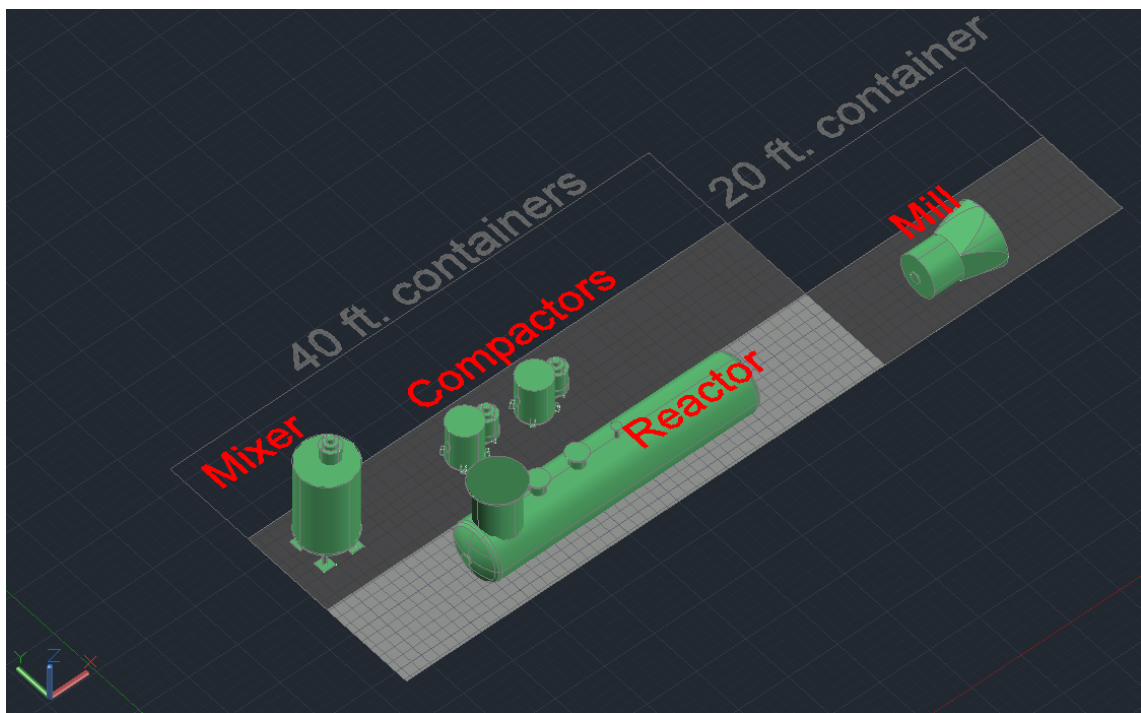 20 ft. container
40 ft. containers
Mill
Compactors
Reactor
Mixer
Y
Z
X